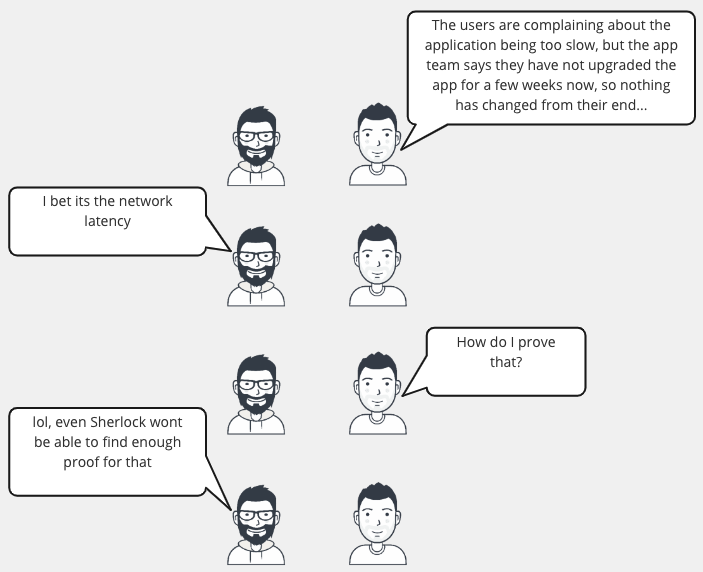 The users are complaining about the
application being too slow, but the app
team says they have not upgraded the
app for a few weeks now, so nothing
has changed from their end...
I bet its the network
latency
How do I prove
that?
lol, even Sherlock wont
be able to find enough
proof for that